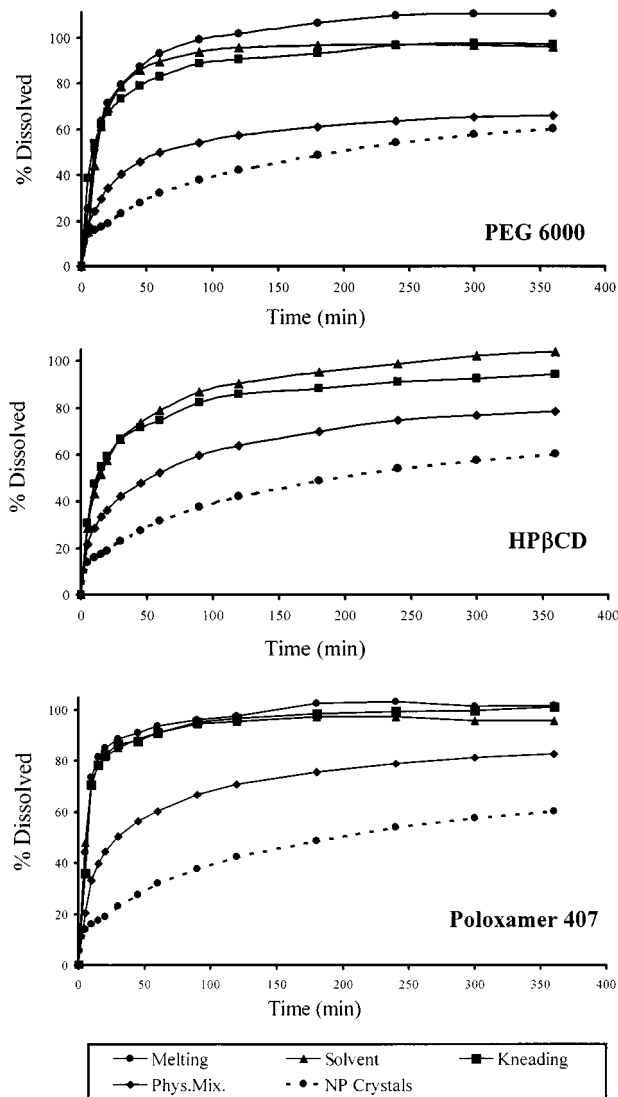 % Dissolved
100
80
60
40
20
0
0 50 100 150 200 250 300 350 400
Time (min)
PEG 6000
% Dissolved
100
80
60
40
20
0
0 50 100 150 200 250 300 350 400
Time (min)
HPβCD
% Dissolved
100
80
60
40
20
0
0 50 100 150 200 250 300 350 400
Time (min)
Poloxamer 407
Melting Solvent Kneading
Phys.Mix. NP Crystals